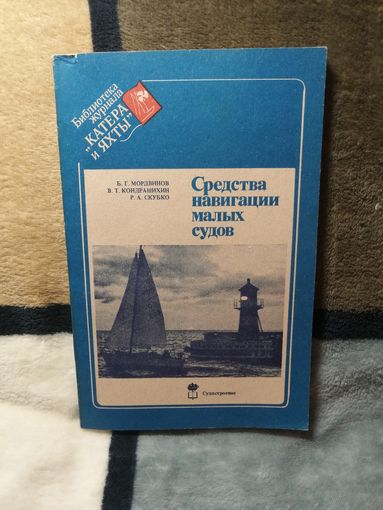 Библиотека
журнала
„КАТЕРА
и ЯХТЫ"
Б. Г. МОРДВИНОВ
В. Т. КОНДРАШИХИН
Р. А. СКУБКО
Средства
навигации
малых
судов
Судостроение